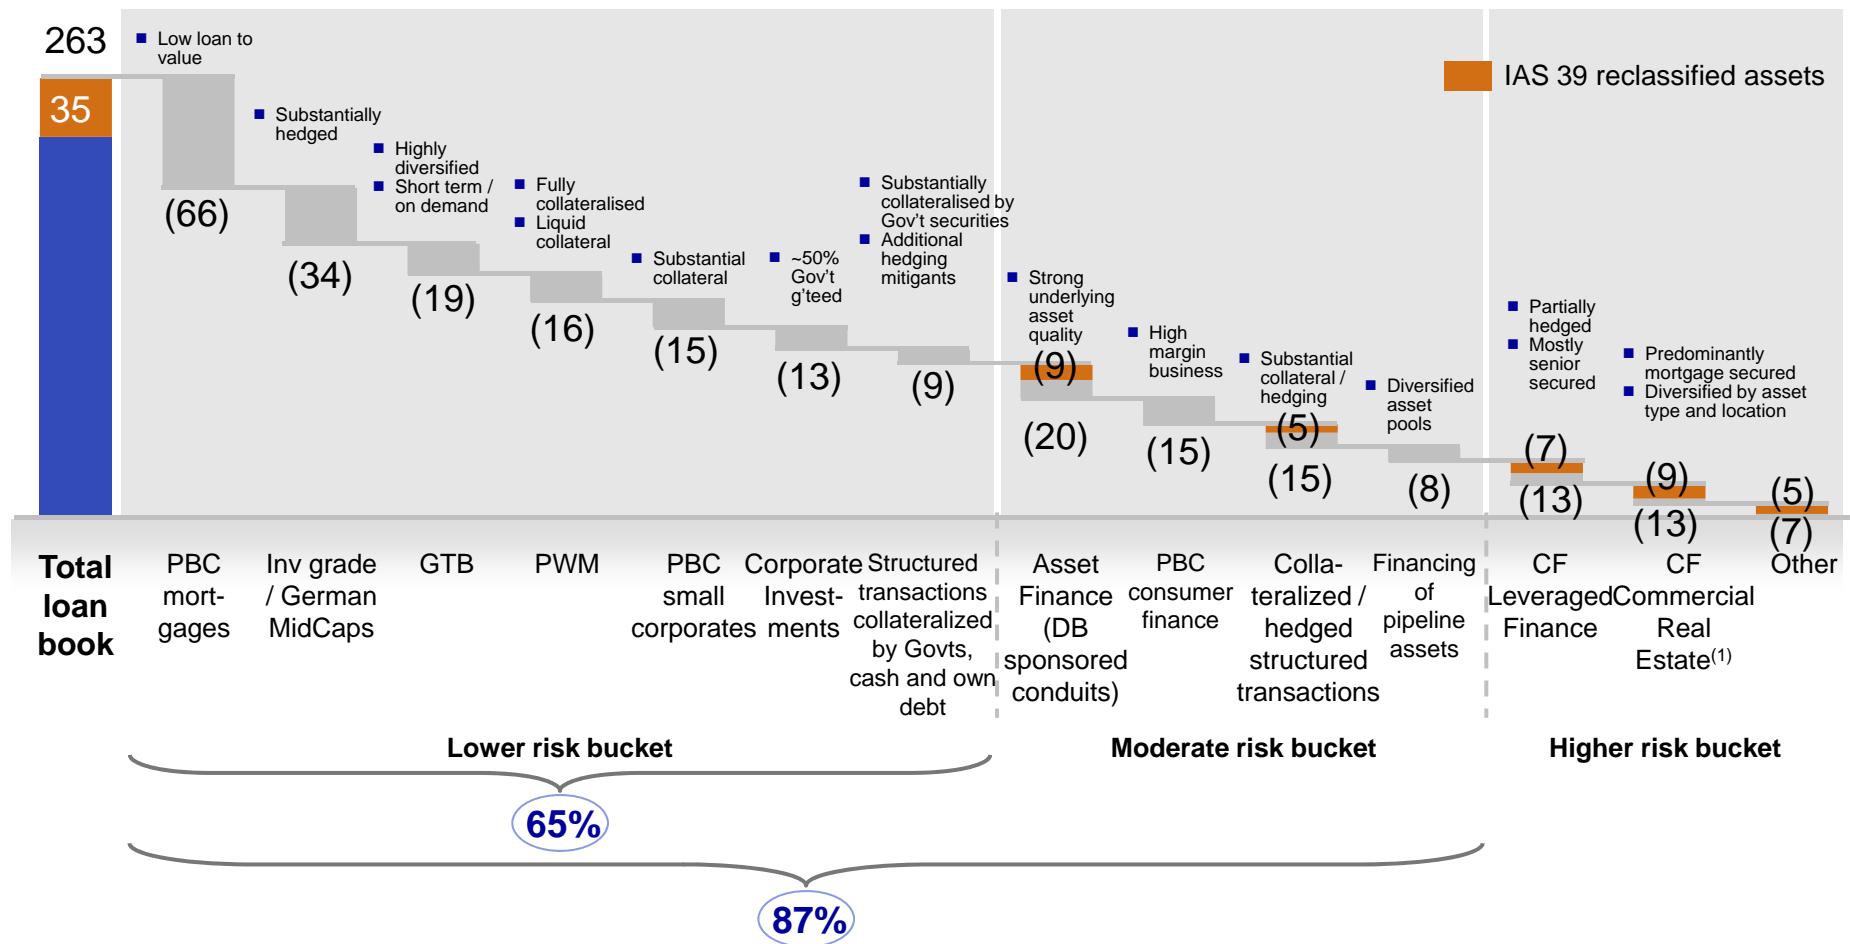 263
35
IAS 39 reclassified assets
Low loan to
value
(66)
Substantially
hedged
(34)
Highly
diversified
Short term /
on demand
(19)
Fully
collateralised
Liquid
collateral
(16)
Substantial
collateral
(15)
~50%
Gov't
g'teed
(13)
Substantially
collateralised by
Gov't securities
Additional
hedging
mitigants
(9)
Strong
underlying
asset
quality
(9)
(20)
High
margin
business
(15)
Substantial
collateral /
hedging
(5)
(15)
Diversified
asset
pools
(8)
Partially
hedged
Mostly
senior
secured
(7)
(13)
Predominantly
mortgage secured
Diversified by asset
type and location
(9)
(13)
(5)
(7)
Total
loan
book
PBC
mort-
gages
Inv grade
/ German
MidCaps
GTB
PWM
PBC
small
corporates
Corporate
Invest-
ments
Structured
transactions
collateralized
by Govts,
cash and own
debt
Asset
Finance
(DB
sponsored
conduits)
PBC
consumer
finance
Colla-
teralized /
hedged
structured
transactions
Financing
of
pipeline
assets
CF
Leveraged
Finance
CF
Commercial
Real
Estate(1)
Other
Lower risk bucket
Moderate risk bucket
Higher risk bucket
65%
87%